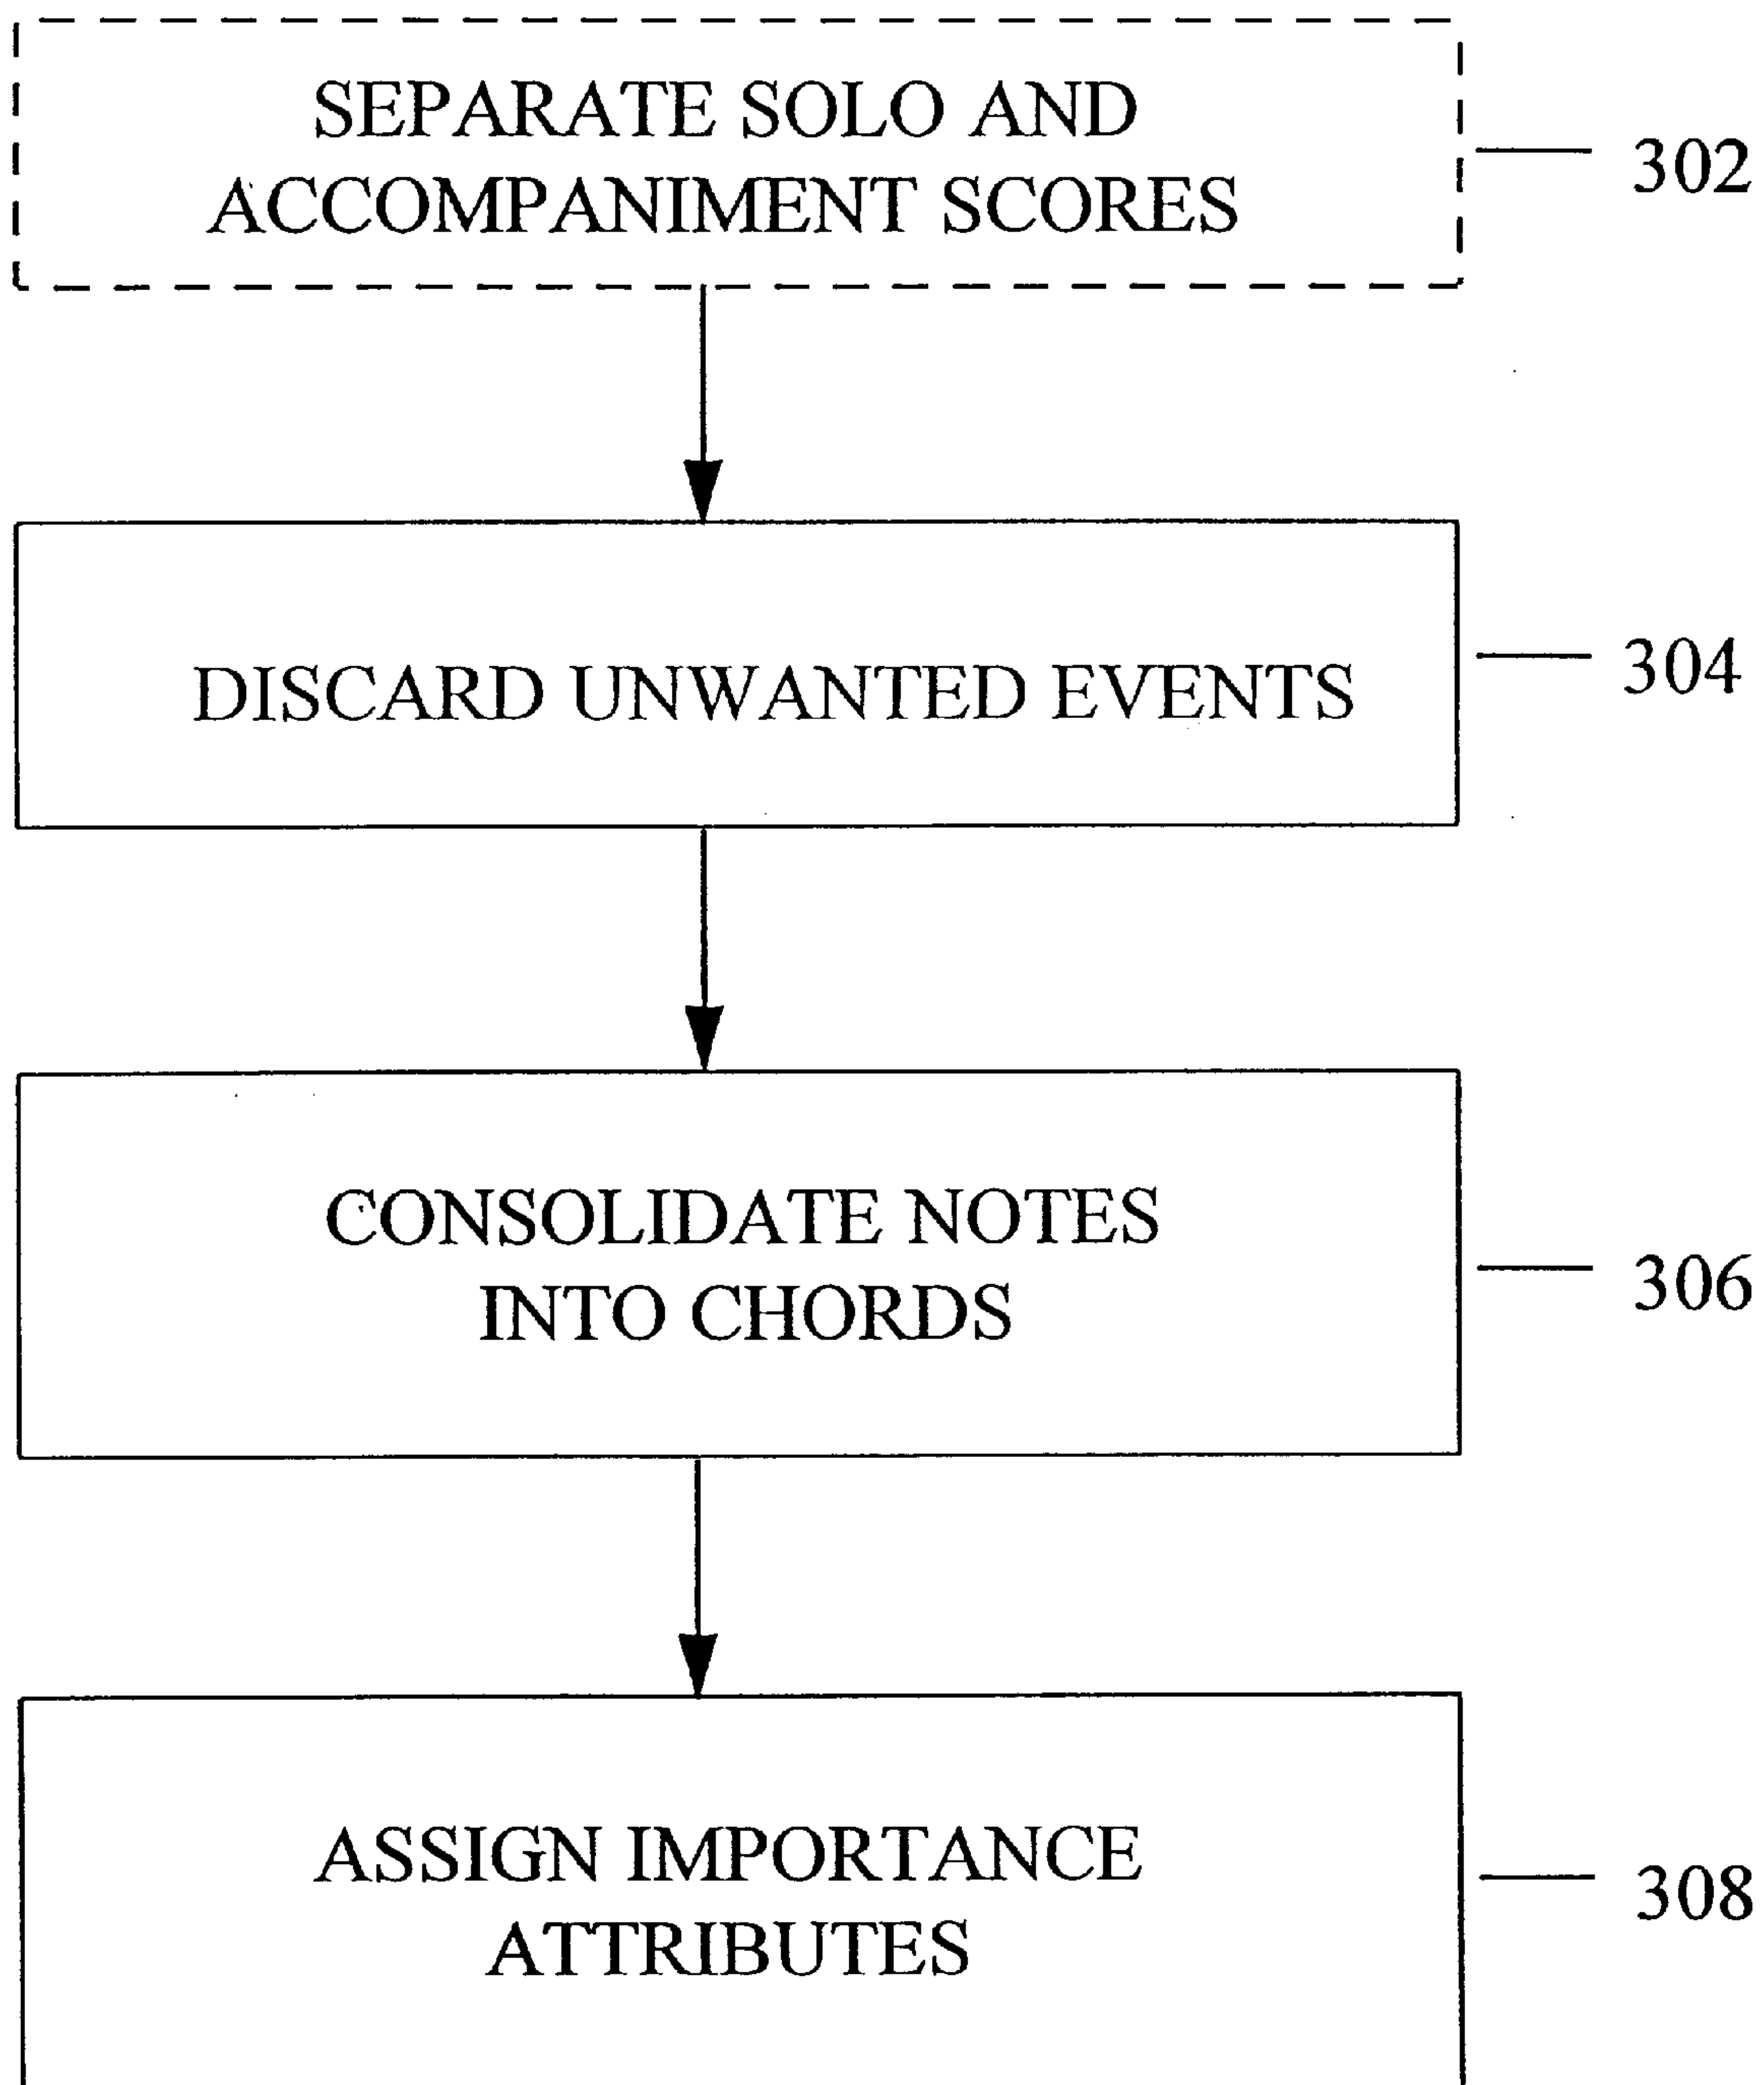 SEPARATE SOLO AND
ACCOMPANIMENT SCORES
302
DISCARD UNWANTED EVENTS
304
CONSOLIDATE NOTES
INTO CHORDS
306
ASSIGN IMPORTANCE
ATTRIBUTES
308